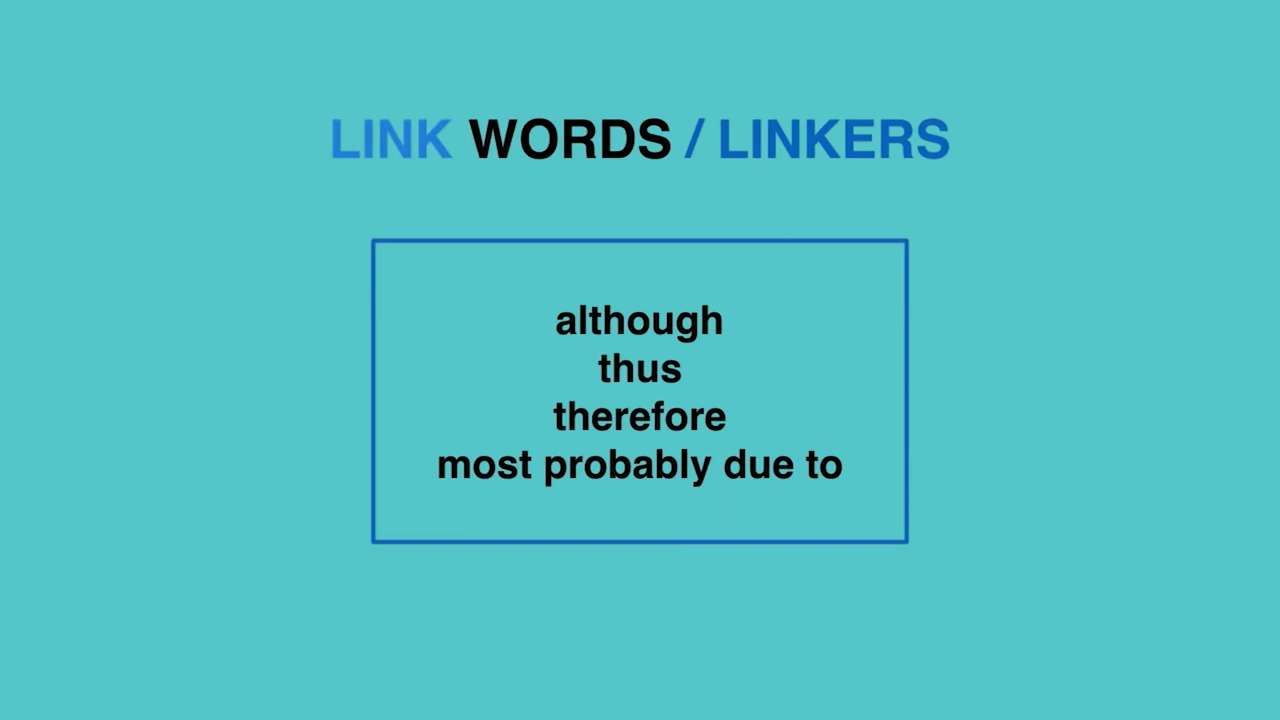 LINK WORDS / LINKERS
although
thus
therefore
most probably due to